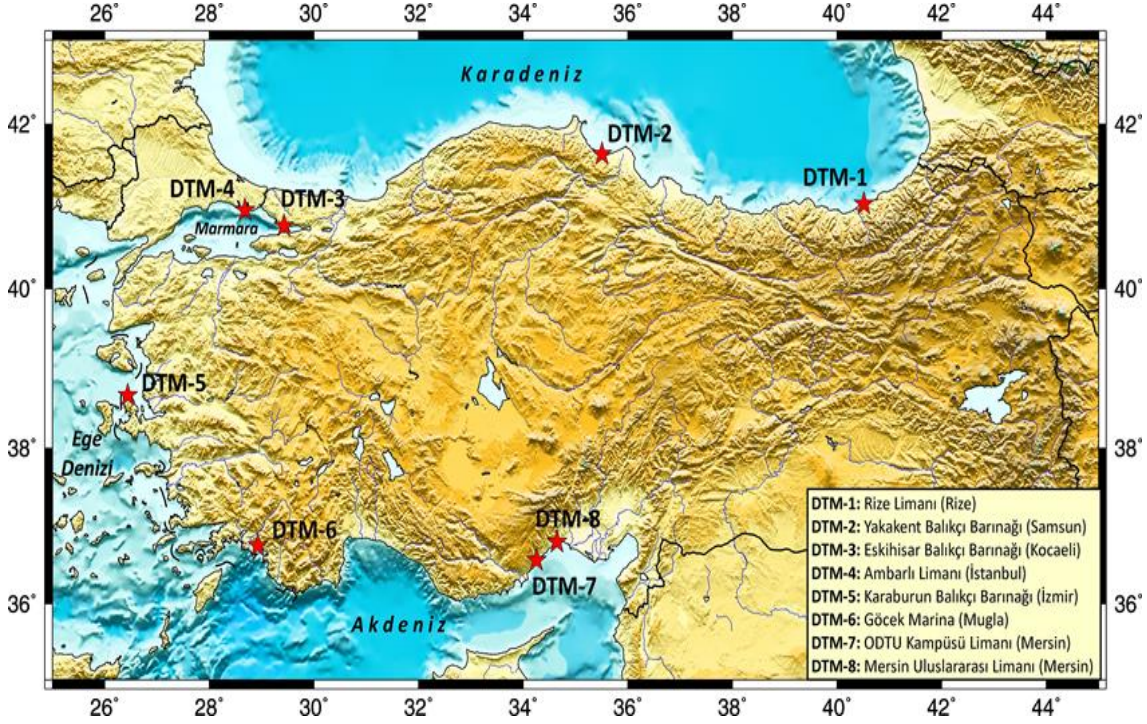 26 28 30 32 34 36 38 40 42 44
Karadeniz
42° 42°
DTM-2
DTM-1
DTM-4
DTM-3
Marmara
40° 40°
DTM-5
38° 38°
Ege
Denizi
DTM-8
DTM-6
DTM-7
36° 36°
Akdeniz
DTM-1: Rize Limanı (Rize)
DTM-2: Yakakent Balıkçı Barınağı (Samsun)
DTM-3: Eskihisar Balıkçı Barınağı (Kocaeli)
DTM-4: Ambarlı Limanı (İstanbul)
DTM-5: Karaburun Balıkçı Barınağı (İzmir)
DTM-6: Göcek Marina (Mugla)
DTM-7: ODTU Kampüsü Limanı (Mersin)
DTM-8: Mersin Uluslararası Limanı (Mersin)
26 28 30 32 34 36 38 40 42 44